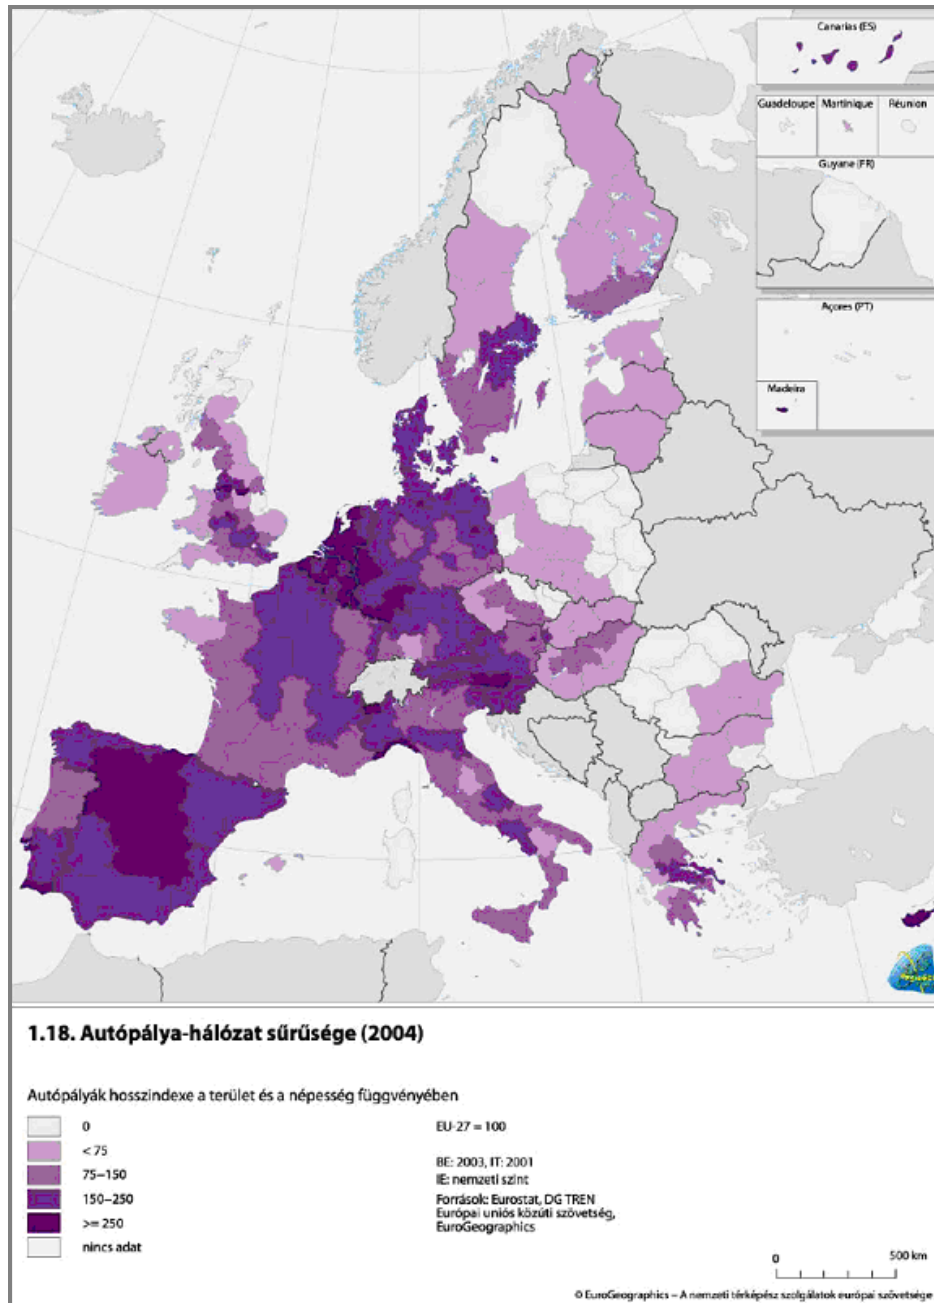 Canarias (ES)
Guadeloupe
Martinique
Réunion
Guyane (FR)
Açores (PT)
Madeira
1.18. Autópálya-hálózat sűrűsége (2004)
Autópályák hosszindexe a terület és a népesség függvényében
0
< 75
75–150
150–250
>= 250
nincs adat
EU-27 = 100
BE: 2003, IT: 2001
IE: nemzeti szint
Források: Eurostat, DG TREN
Európai uniós közúti szövetség,
EuroGeographics
0 500 km
© EuroGeographics – A nemzeti térképész szolgálatok európai szövetsége